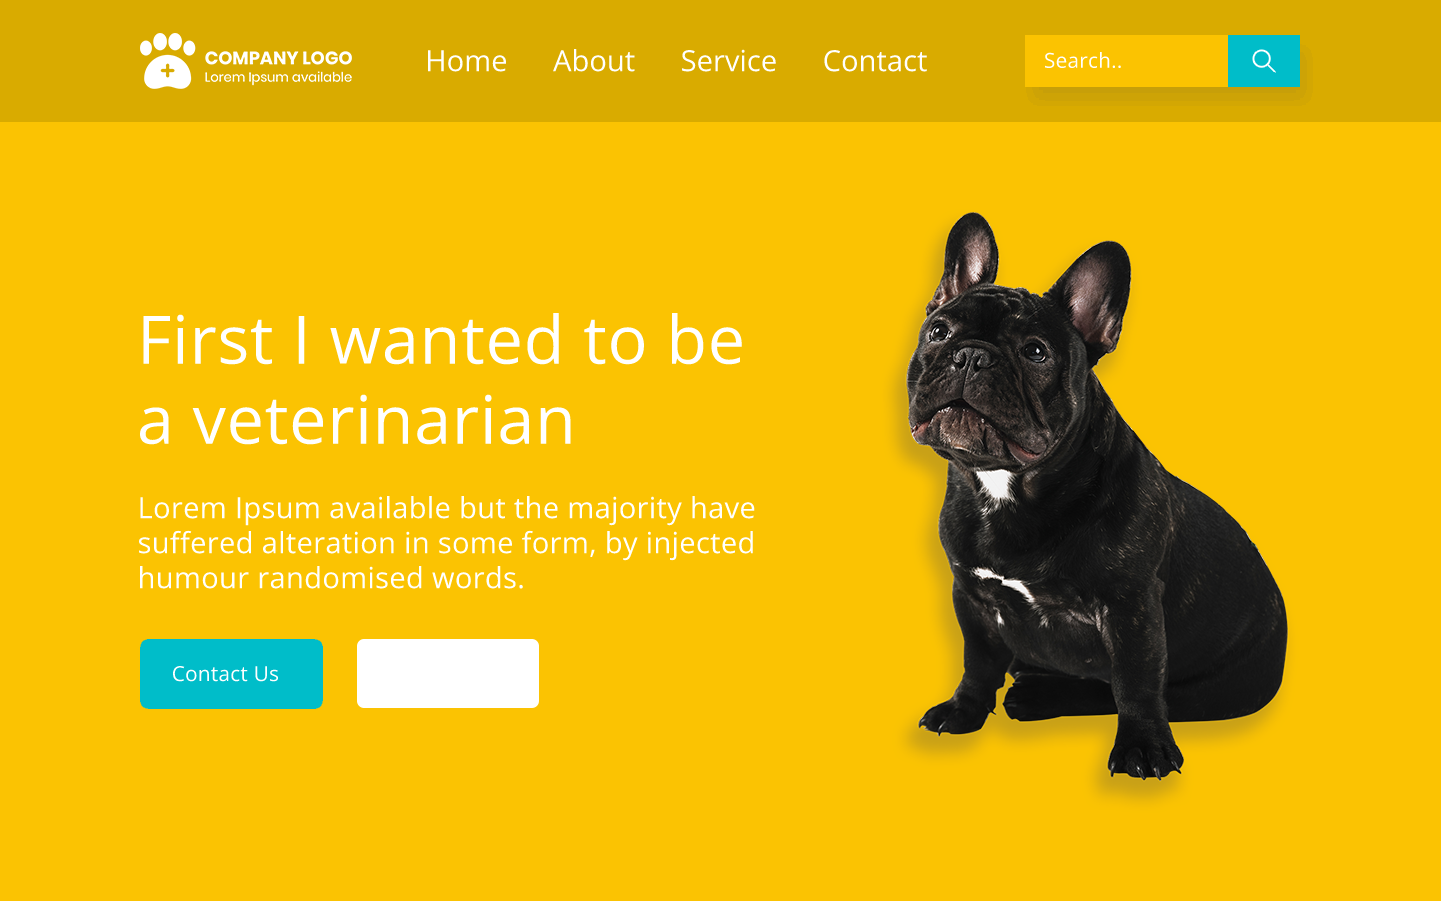 COMPANY LOGO
Lorem Ipsum available
Home About Service Contact
Search..
First I wanted to be
a veterinarian
Lorem Ipsum available but the majority have
suffered alteration in some form, by injected
humour randomised words.
Contact Us